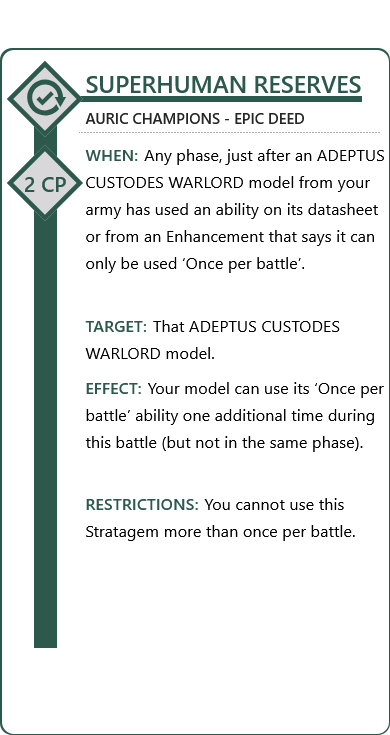 SUPERHUMAN RESERVES
AURIC CHAMPIONS - EPIC DEED
2 CP
WHEN: Any phase, just after an ADEPTUS
CUSTODES WARLORD model from your
army has used an ability on its datasheet
or from an Enhancement that says it can
only be used ‘Once per battle’.
TARGET: That ADEPTUS CUSTODES
WARLORD model.
EFFECT: Your model can use its ‘Once per
battle’ ability one additional time during
this battle (but not in the same phase).
RESTRICTIONS: You cannot use this
Stratagem more than once per battle.